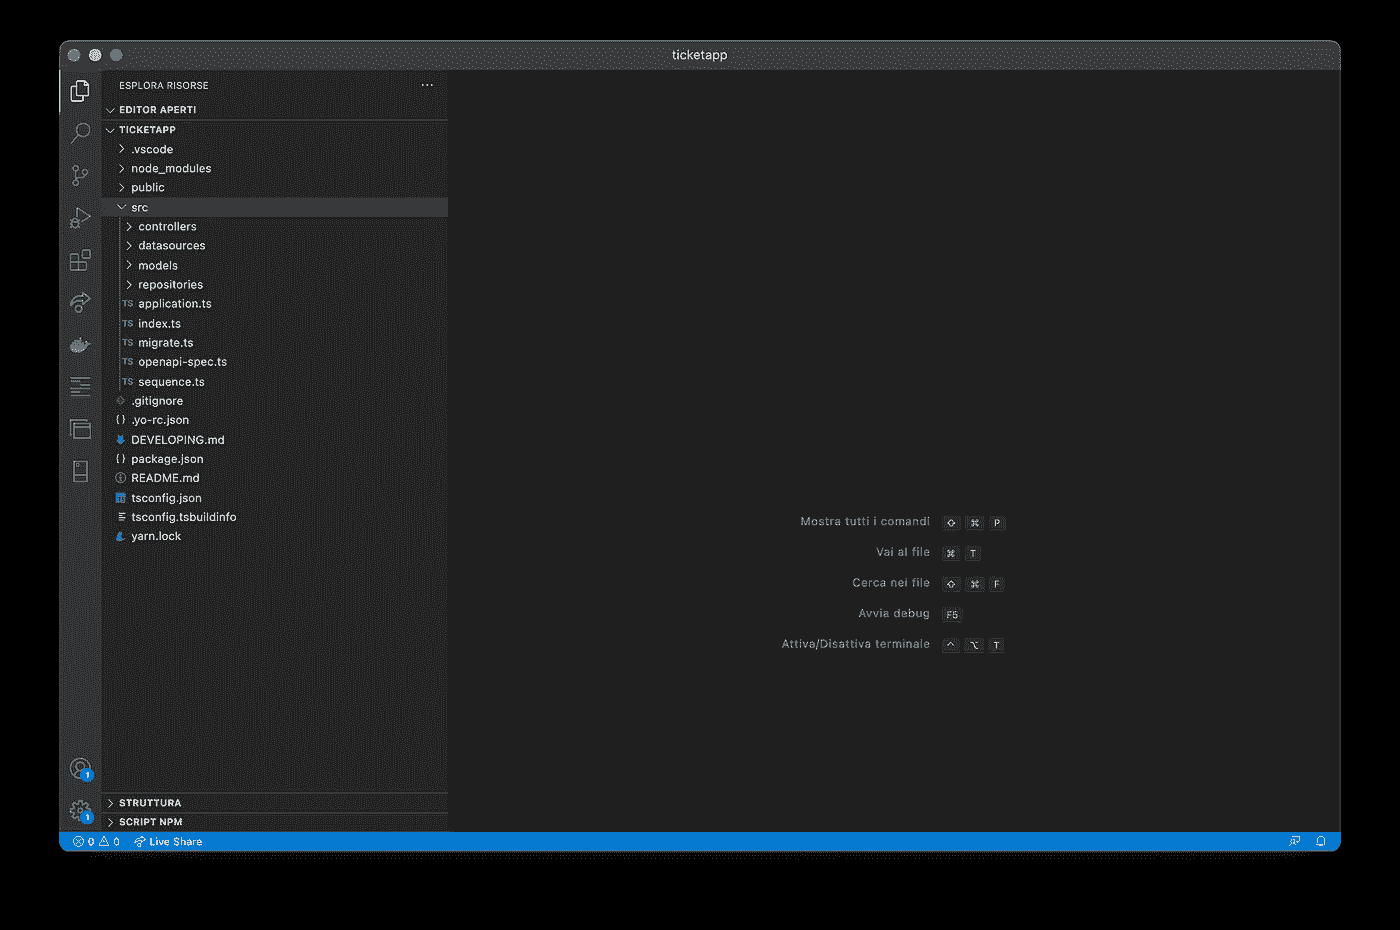 ticketapp
ESPLORA RISORSE
EDITOR APERTI
TICKETAPP
.vscode
node_modules
public
src
controllers
datasources
models
repositories
TS application.ts
TS index.ts
TS migrate.ts
TS openapi-spec.ts
TS sequence.ts
.gitignore
{} .yo-rc.json
DEVELOPING.md
{} package.json
README.md
tsconfig.json
tsconfig.tsbuildinfo
yarn.lock
Mostra tutti i comandi ⇧ ⌘ P
Vai al file ⌘ T
Cerca nei file ⇧ ⌘ F
Avvia debug F5
Attiva/Disattiva terminale ^ ⌥ T
1
1
STRUTTURA
SCRIPT NPM
0 0 Live Share